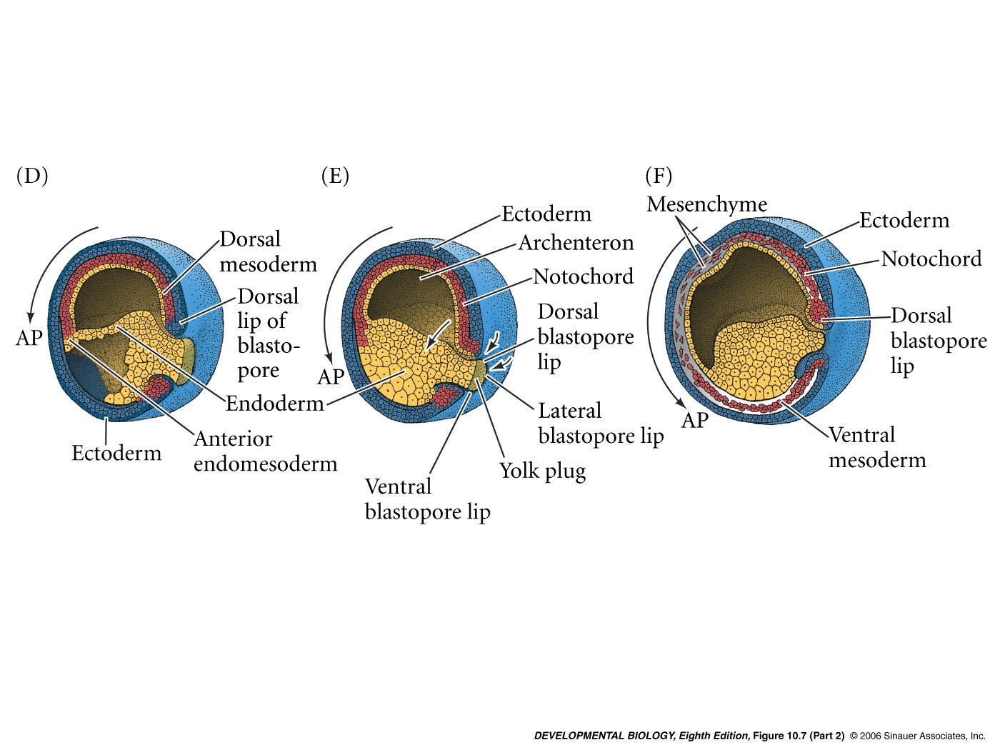 (D)
AP
Dorsal
mesoderm
Dorsal
lip of
blasto-
pore
Endoderm
Anterior
endomesoderm
Ectoderm
(E)
AP
Ectoderm
Archenteron
Notochord
Dorsal
blastopore
lip
Lateral
blastopore lip
Yolk plug
Ventral
blastopore lip
(F)
Mesenchyme
Ectoderm
Notochord
Dorsal
blastopore
lip
AP
Ventral
mesoderm
DEVELOPMENTAL BIOLOGY, Eighth Edition, Figure 10.7 (Part 2) © 2006 Sinauer Associates, Inc.